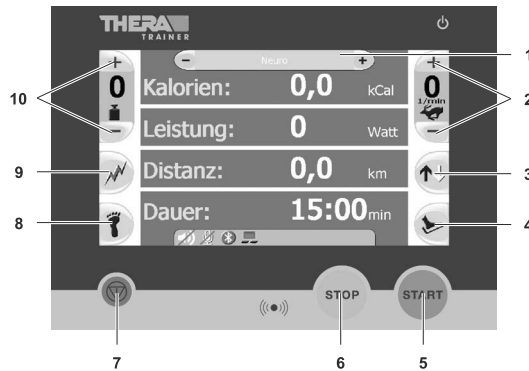 THERA
TRAINER
1
− Neuro +
+
0
−
10
+
0
1/min
−
2
Kalorien: 0,0 kCal
Leistung: 0 Watt
9
Distanz: 0,0 km
3
8
Dauer: 15:00 min
4
STOP
START
7
6
5